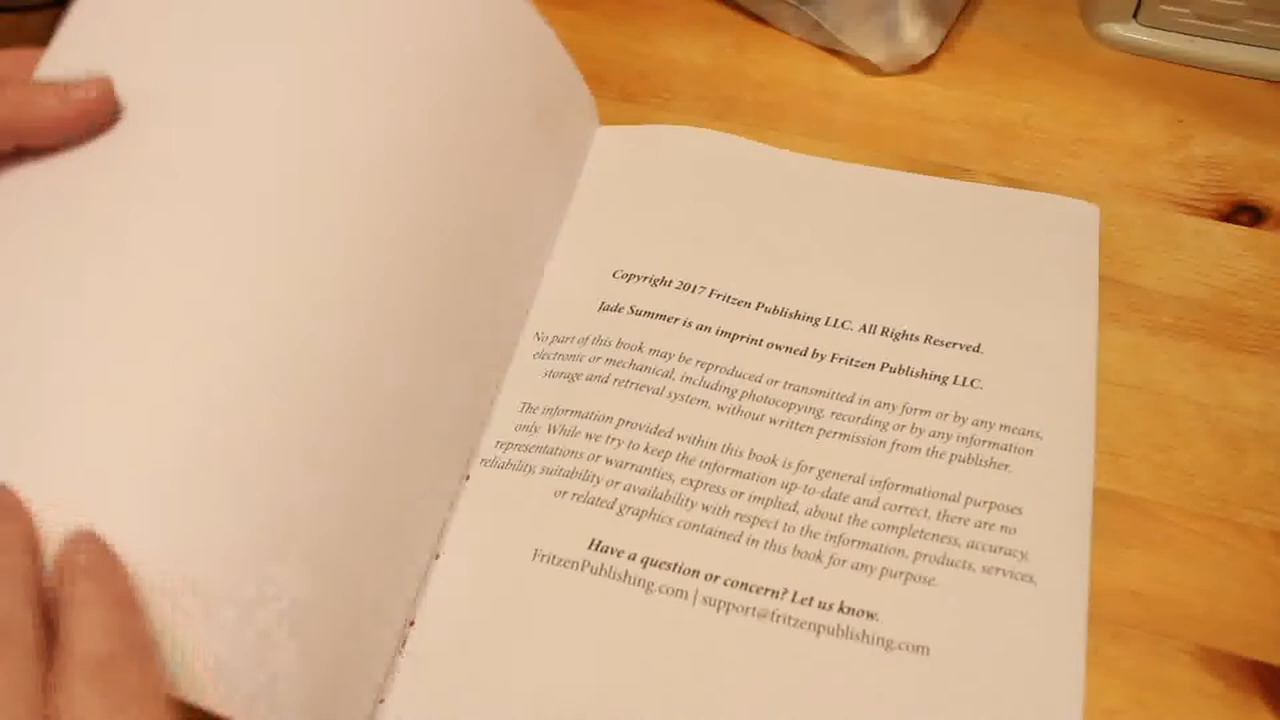 Copyright 2017 Fritzen Publishing LLC. All Rights Reserved.
Jade Summer is an imprint owned by Fritzen Publishing LLC.
No part of this book may be reproduced or transmitted in any form or by any means,
electronic or mechanical, including photocopying, recording or by any information
storage and retrieval system, without written permission from the publisher.
The information provided within this book is for general informational purposes
only. While we try to keep the information up-to-date and correct, there are no
representations or warranties, express or implied, about the completeness, accuracy,
reliability, suitability or availability with respect to the information, products, services,
or related graphics contained in this book for any purpose.
Have a question or concern? Let us know.
FritzenPublishing.com | support@fritzenpublishing.com